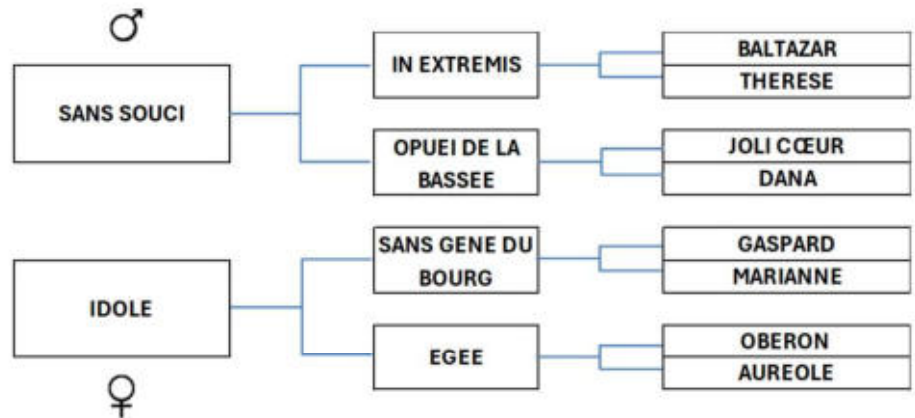 SANS SOUCI
IN EXTREMIS
BALTAZAR
THERESE
OPUEI DE LA
BASSEE
JOLI CŒUR
DANA
IDOLE
SANS GENE DU
BOURG
GASPARD
MARIANNE
EGEE
OBERON
AUREOLE